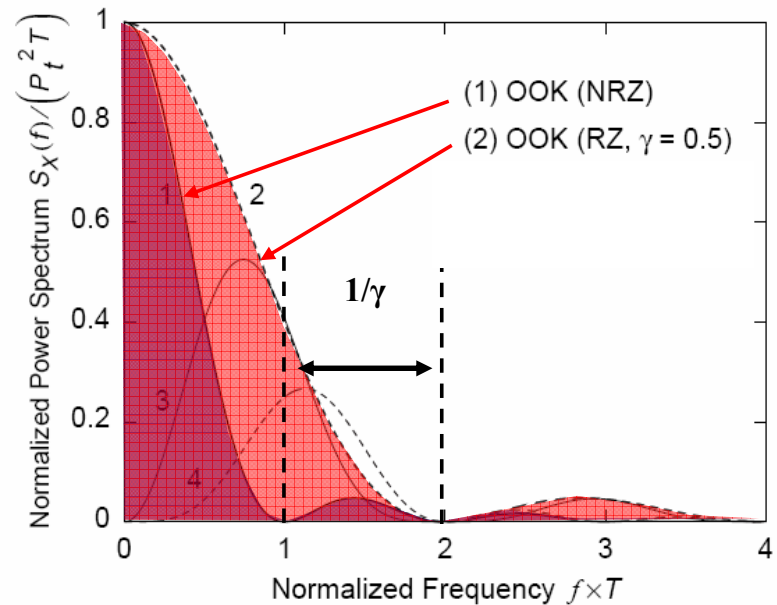 Normalized Power Spectrum S_X(f)/(P_t^2 T)
1
0.8
0.6
0.4
0.2
0
(1) OOK (NRZ)
(2) OOK (RZ, γ = 0.5)
1
2
1/γ
3
4
0 1 2 3 4
Normalized Frequency f×T